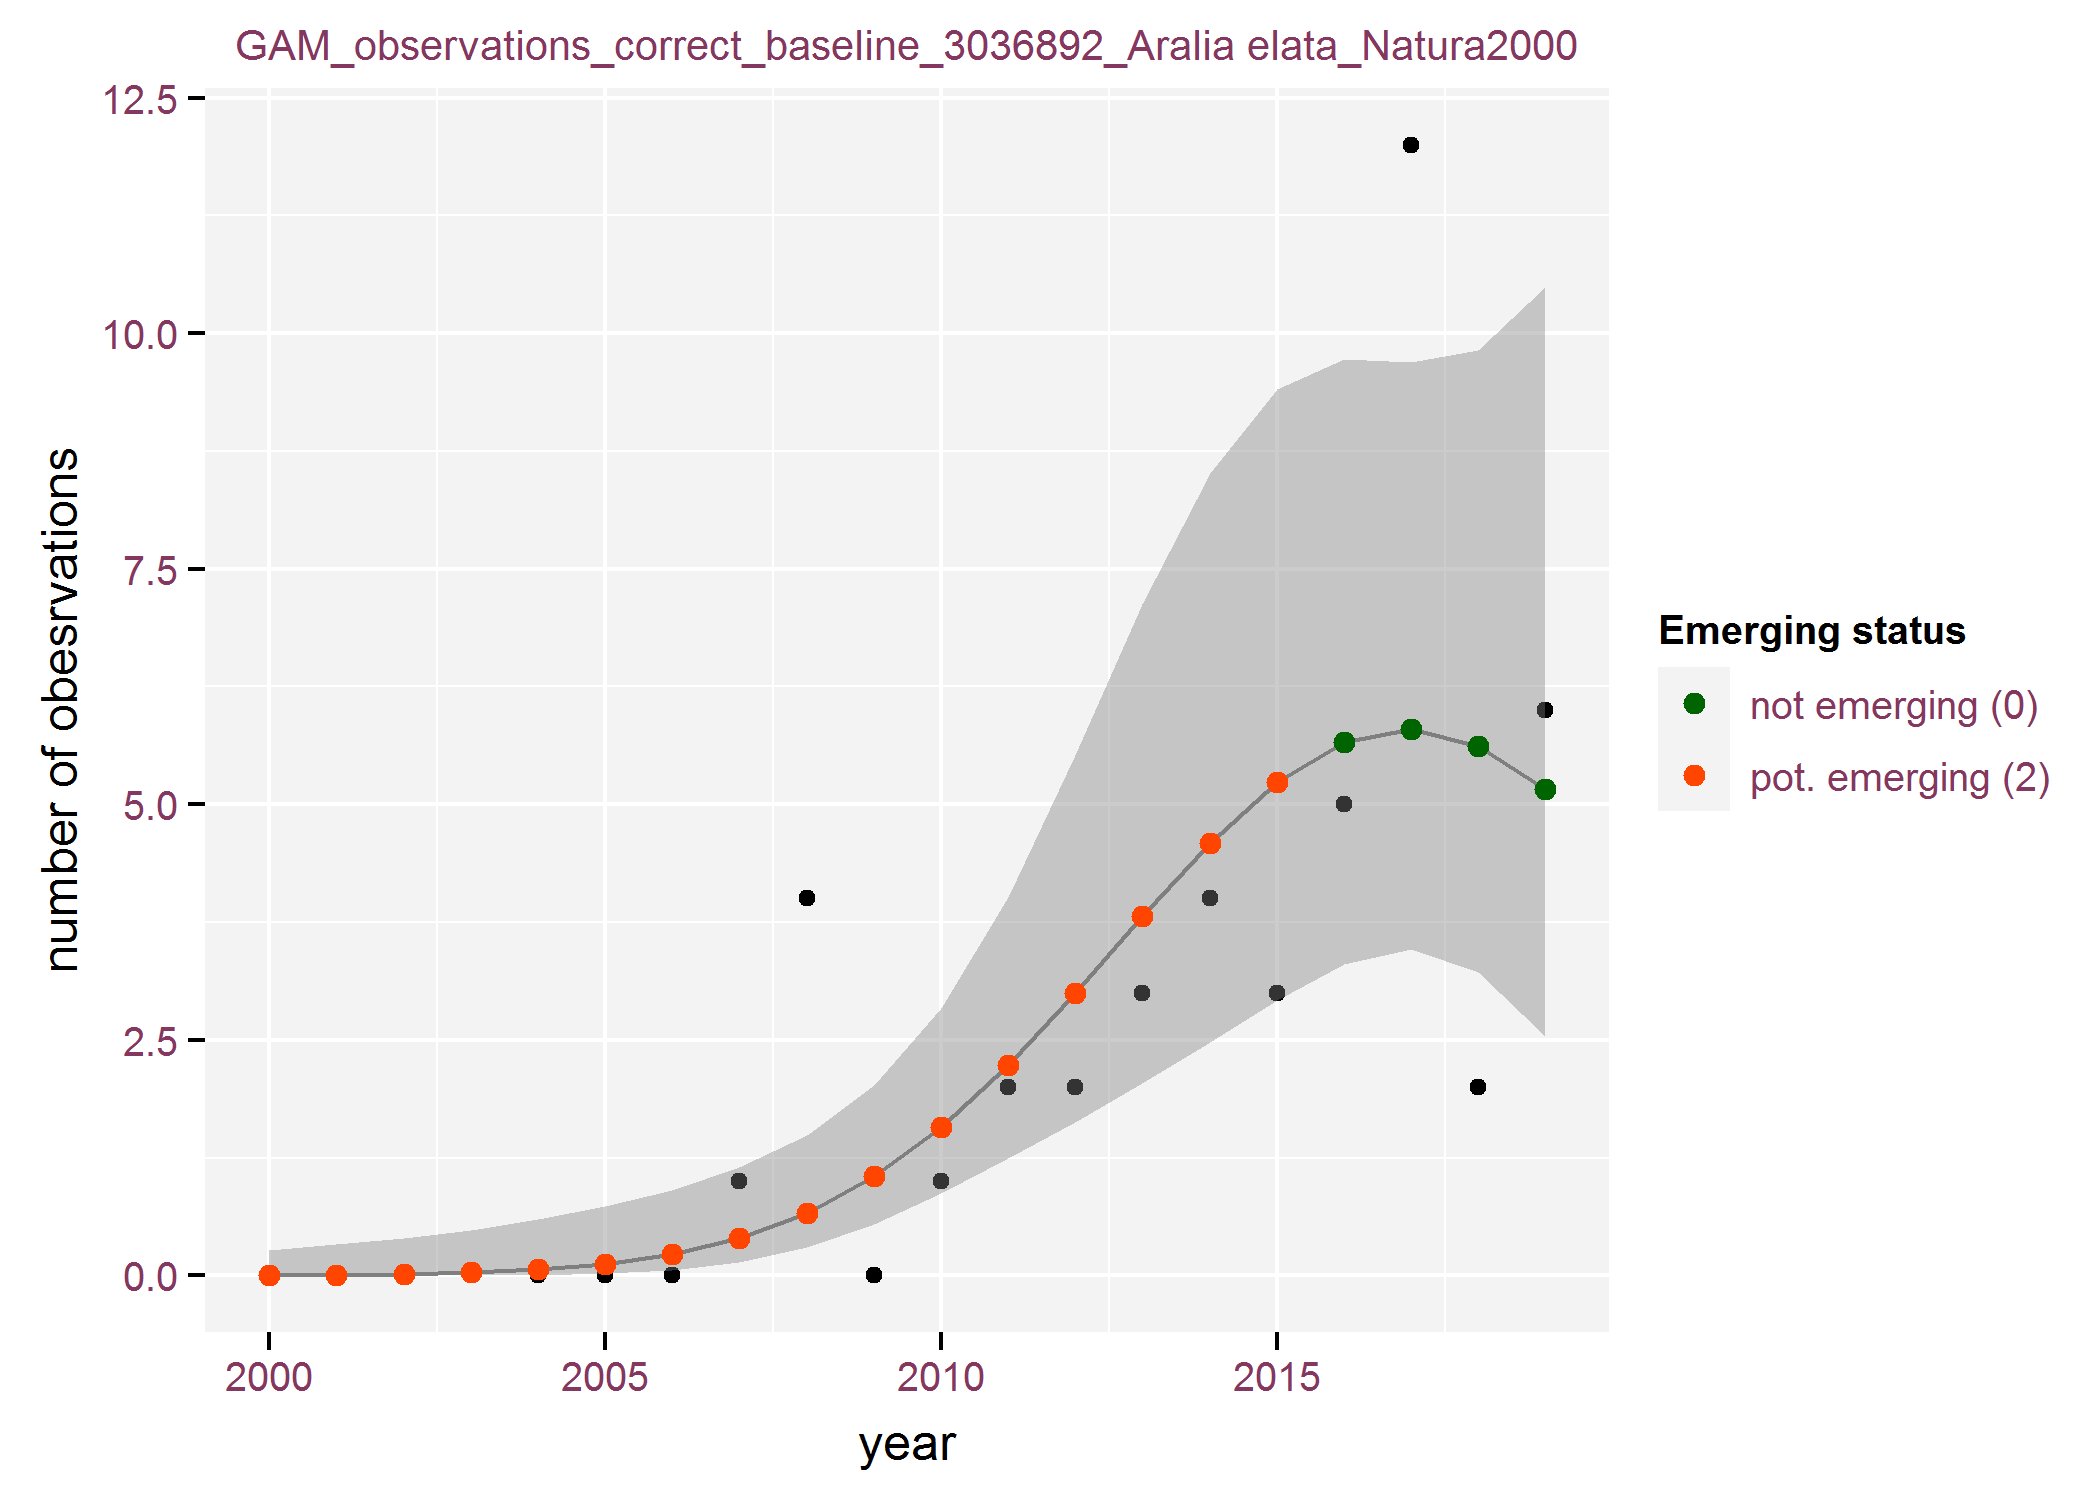 GAM_observations_correct_baseline_3036892_Aralia elata_Natura2000
12.5
10.0
7.5
5.0
2.5
0.0
number of obesrvations
2000
2005
2010
2015
year
Emerging status
not emerging (0)
pot. emerging (2)